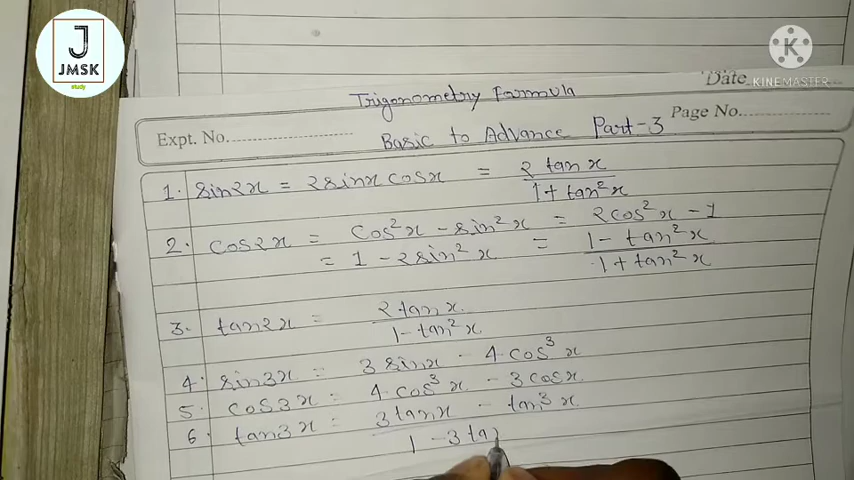 J
JMSK
study
K
KINEMASTER
Date
Trigonometry Formula
Expt. No.
Basic to Advance Part-3
Page No.
1. sin2x = 2sinx cosx = 2 tan x / 1 + tan²x
2. cos2x = cos²x - sin²x = 2cos²x - 1
= 1 - 2sin²x = 1 - tan²x / 1 + tan²x
3. tan2x = 2 tan x / 1 - tan²x
4. sin3x = 3 sinx - 4 cos³x
5. cos3x = 4 cos³x - 3cosx
6. tan3x = 3 tanx - tan³x / 1 - 3 tan